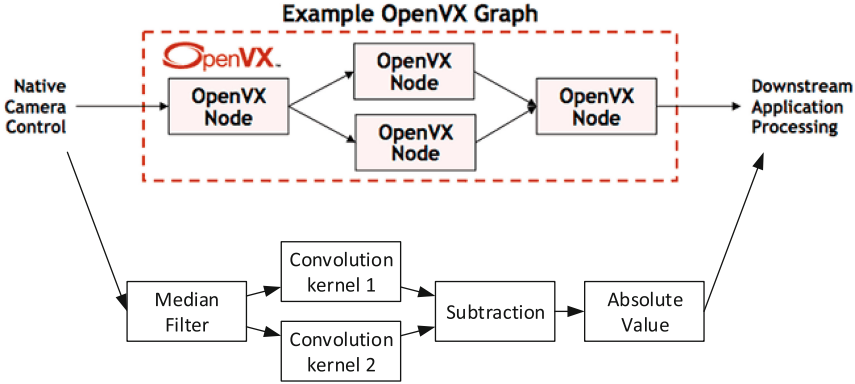 Example OpenVX Graph
OpenVX™
Native
Camera
Control
OpenVX
Node
OpenVX
Node
OpenVX
Node
OpenVX
Node
Downstream
Application
Processing
Median
Filter
Convolution
kernel 1
Convolution
kernel 2
Subtraction
Absolute
Value